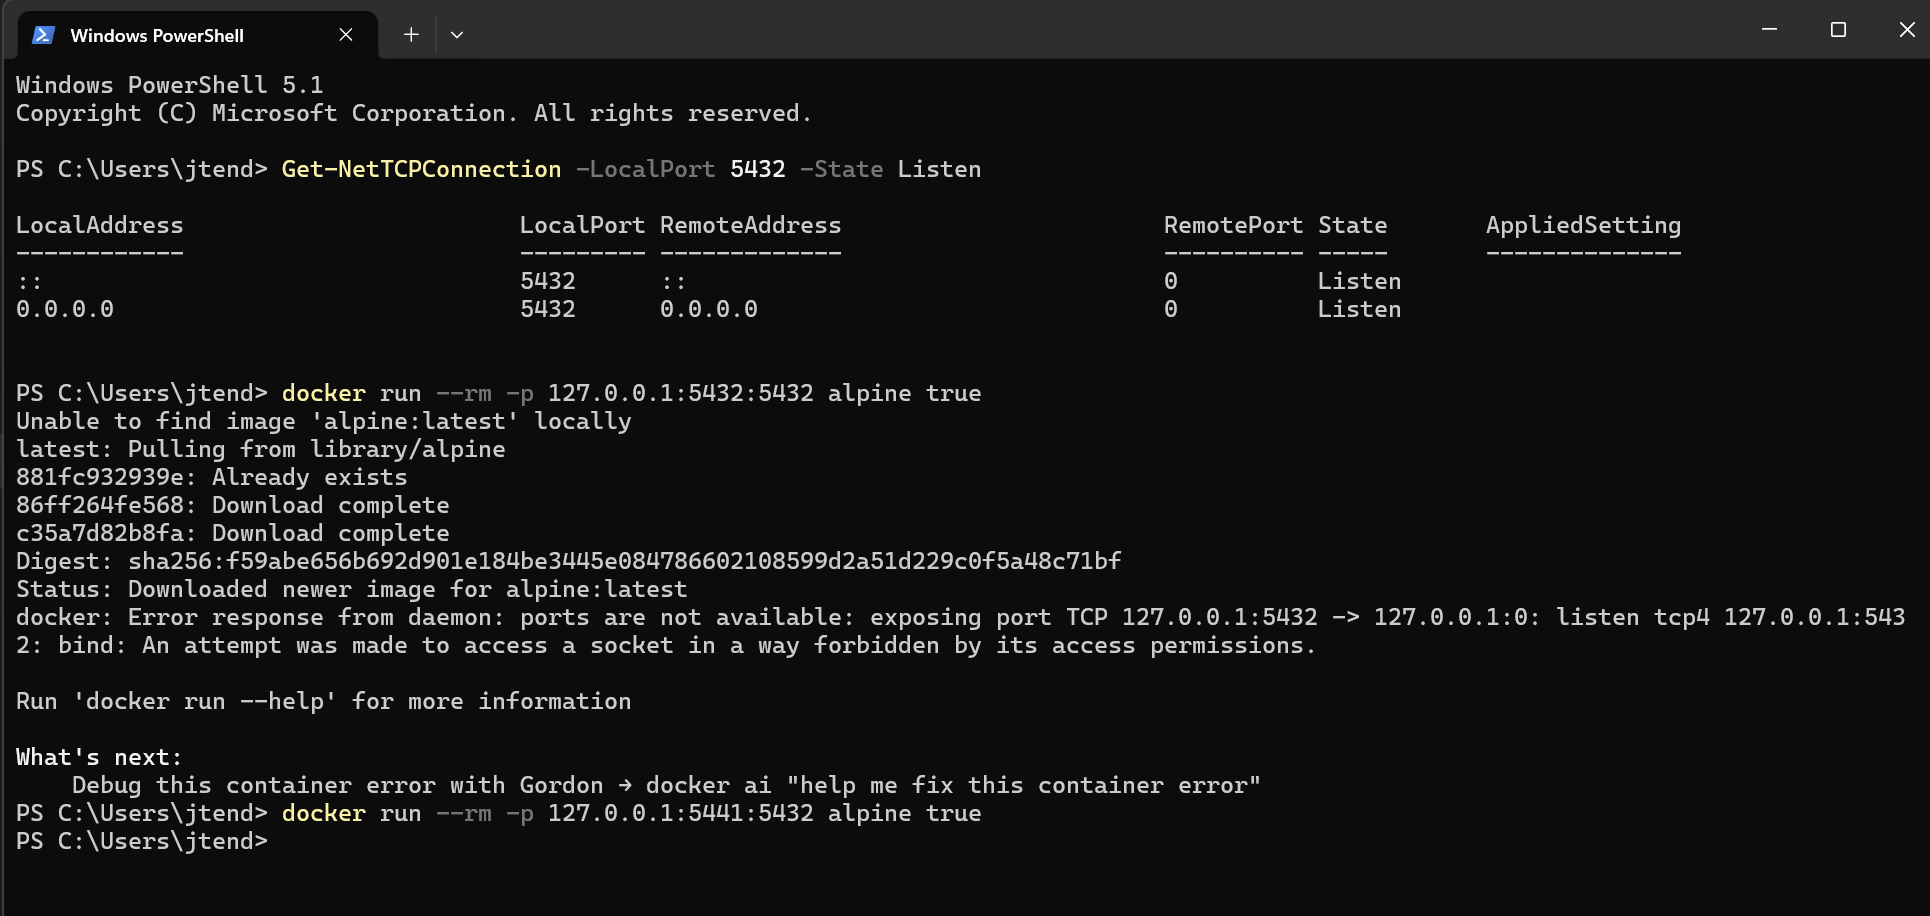 Windows PowerShell
Windows PowerShell 5.1
Copyright (C) Microsoft Corporation. All rights reserved.
PS C:\Users\jtend> Get-NetTCPConnection -LocalPort 5432 -State Listen
LocalAddress LocalPort RemoteAddress RemotePort State AppliedSetting
------------ --------- ------------- ---------- ----- --------------
:: 5432 :: 0 Listen
0.0.0.0 5432 0.0.0.0 0 Listen
PS C:\Users\jtend> docker run --rm -p 127.0.0.1:5432:5432 alpine true
Unable to find image 'alpine:latest' locally
latest: Pulling from library/alpine
881fc932939e: Already exists
86ff264fe568: Download complete
c35a7d82b8fa: Download complete
Digest: sha256:f59abe656b692d901e184be3445e084786602108599d2a51d229c0f5a48c71bf
Status: Downloaded newer image for alpine:latest
docker: Error response from daemon: ports are not available: exposing port TCP 127.0.0.1:5432 -> 127.0.0.1:0: listen tcp4 127.0.0.1:543
2: bind: An attempt was made to access a socket in a way forbidden by its access permissions.
Run 'docker run --help' for more information
What's next:
Debug this container error with Gordon → docker ai "help me fix this container error"
PS C:\Users\jtend> docker run --rm -p 127.0.0.1:5441:5432 alpine true
PS C:\Users\jtend>